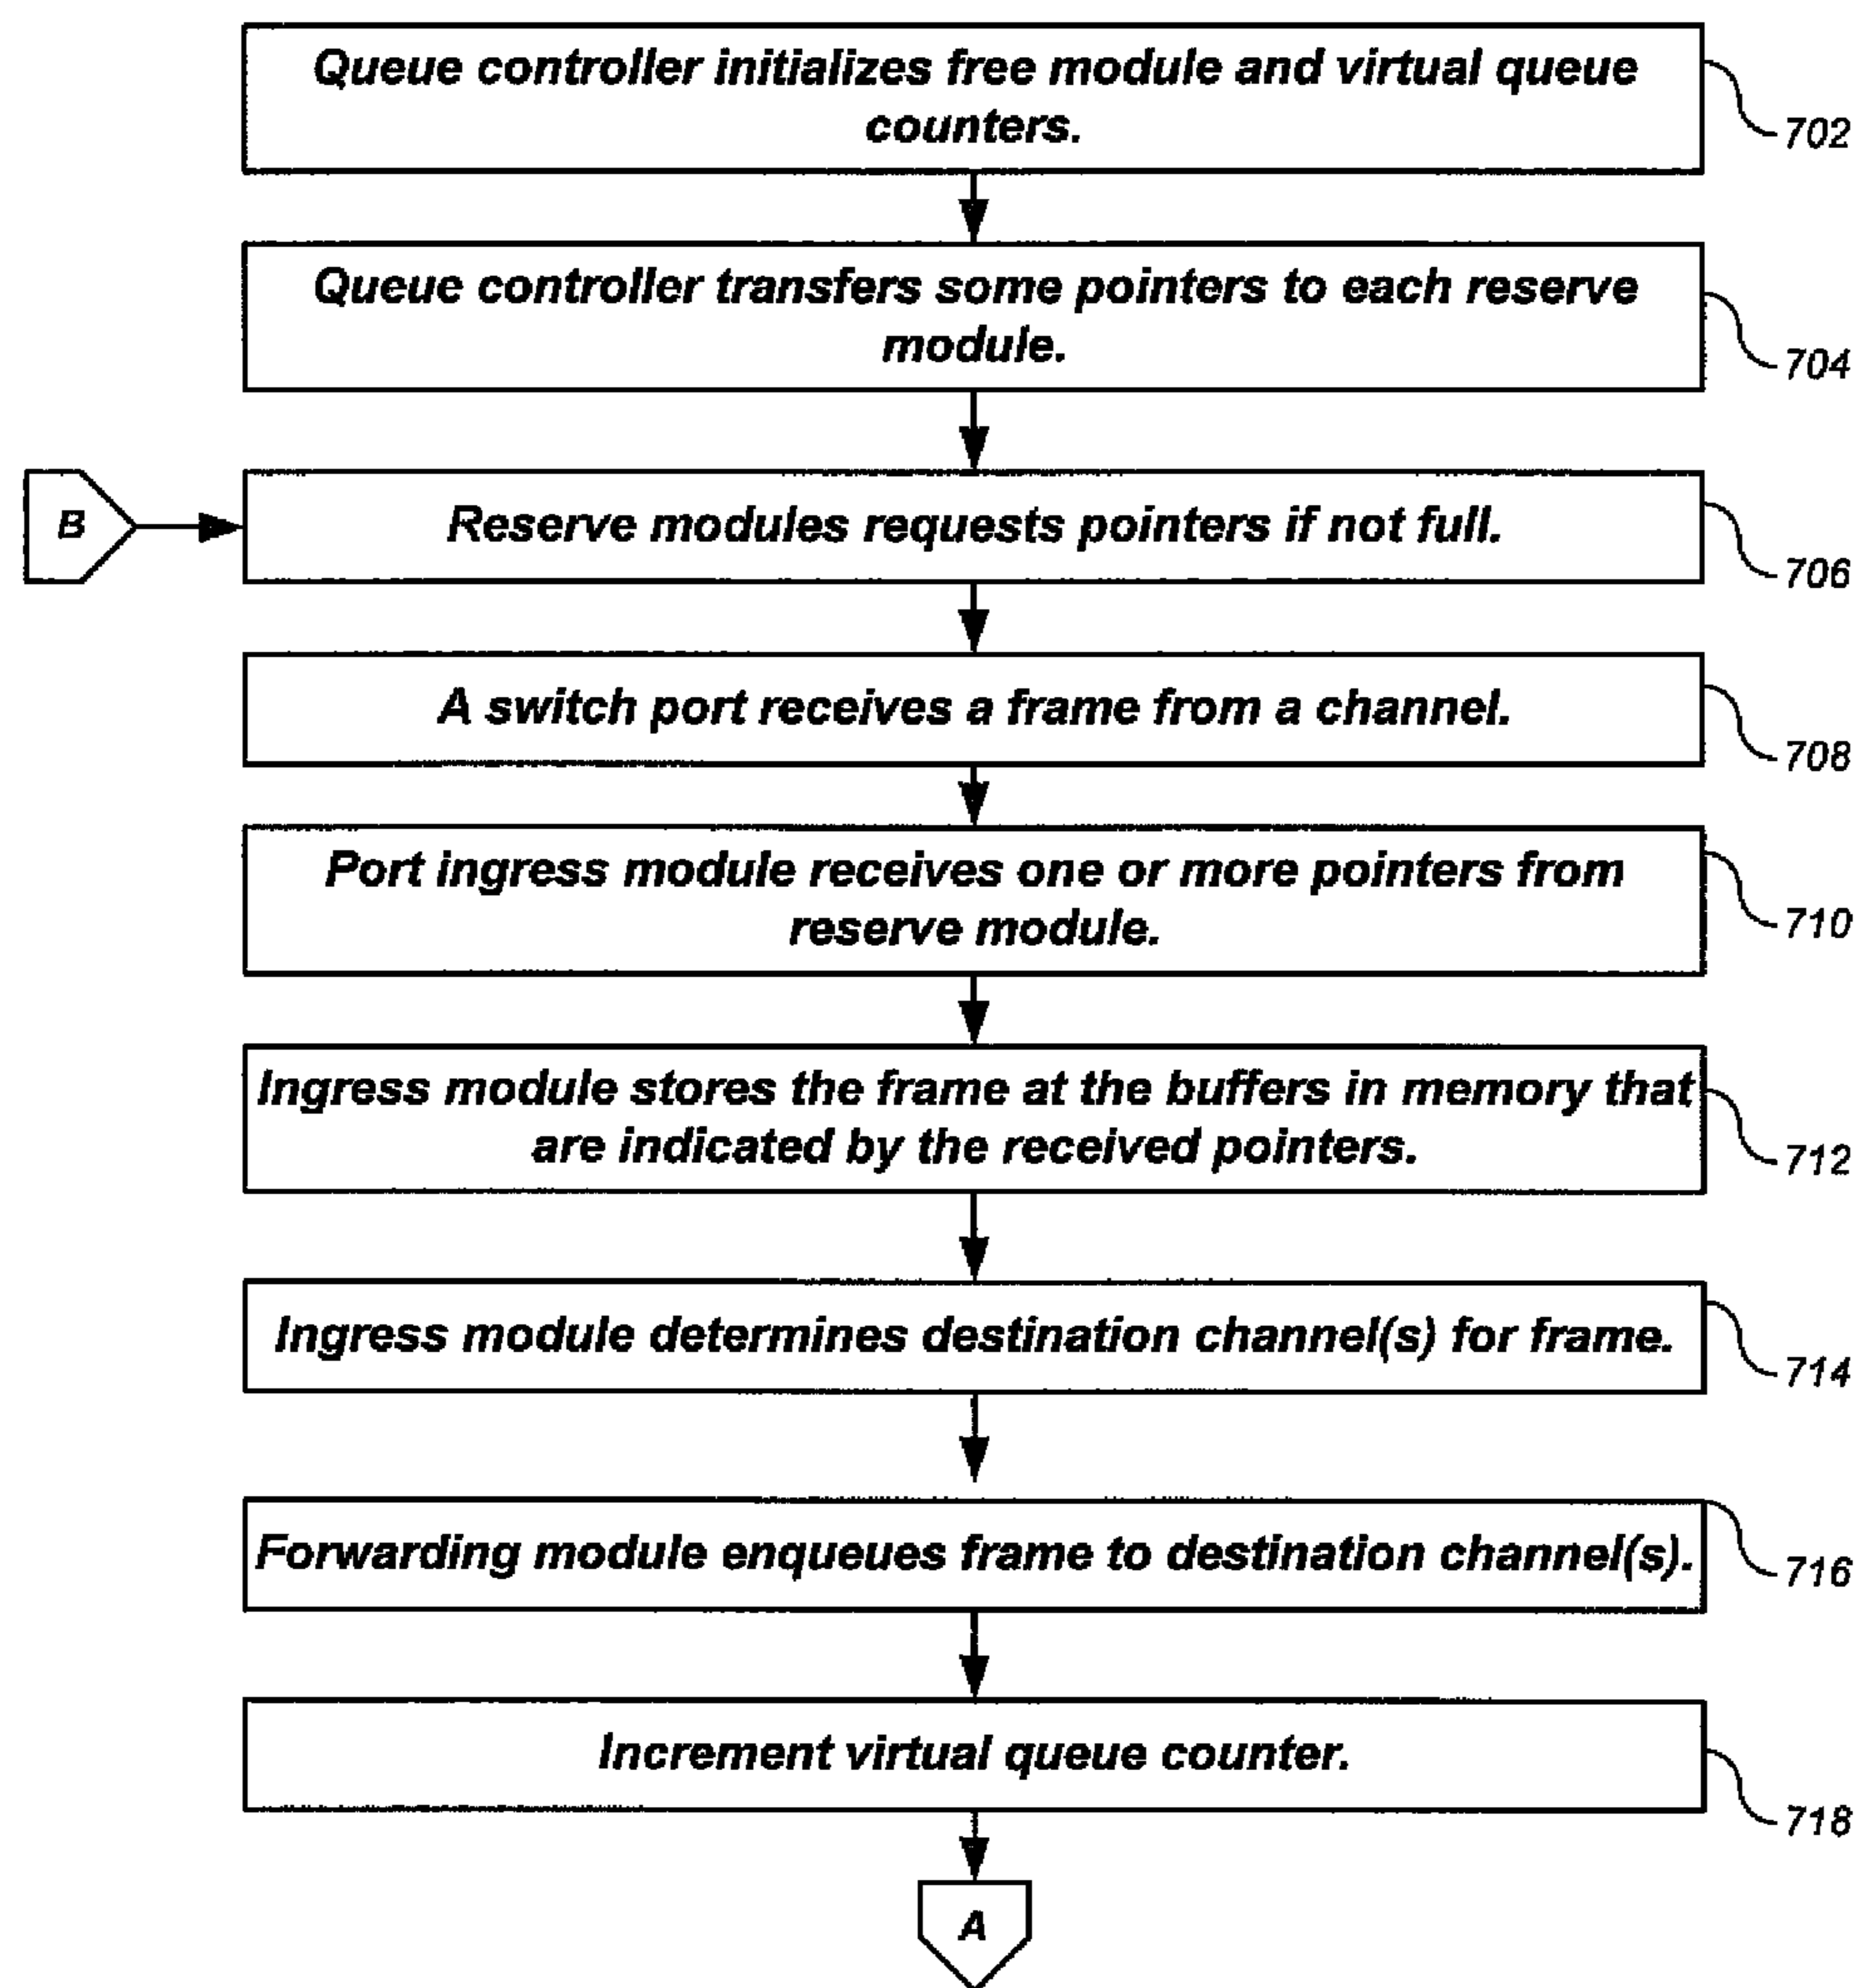 Queue controller initializes free module and virtual queue
counters.
702
Queue controller transfers some pointers to each reserve
module.
704
B
Reserve modules requests pointers if not full.
706
A switch port receives a frame from a channel.
708
Port ingress module receives one or more pointers from
reserve module.
710
Ingress module stores the frame at the buffers in memory that
are indicated by the received pointers.
712
Ingress module determines destination channel(s) for frame.
714
Forwarding module enqueues frame to destination channel(s).
716
Increment virtual queue counter.
718
A